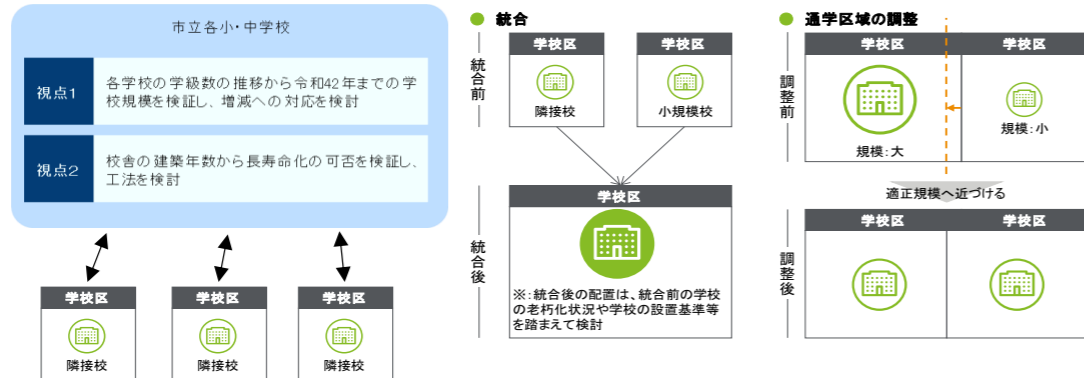 市立各小・中学校
視点1
各学校の学級数の推移から令和42年までの学
校規模を検証し、増減への対応を検討
視点2
校舎の建築年数から長寿命化の可否を検証し、
工法を検討
学校区
隣接校
学校区
隣接校
学校区
隣接校
統合
統合前
学校区
隣接校
学校区
小規模校
統合後
学校区
※:統合後の配置は、統合前の学校
の老朽化状況や学校の設置基準等
を踏まえて検討
通学区域の調整
調整前
学校区
規模:大
学校区
規模:小
適正規模へ近づける
調整後
学校区
学校区